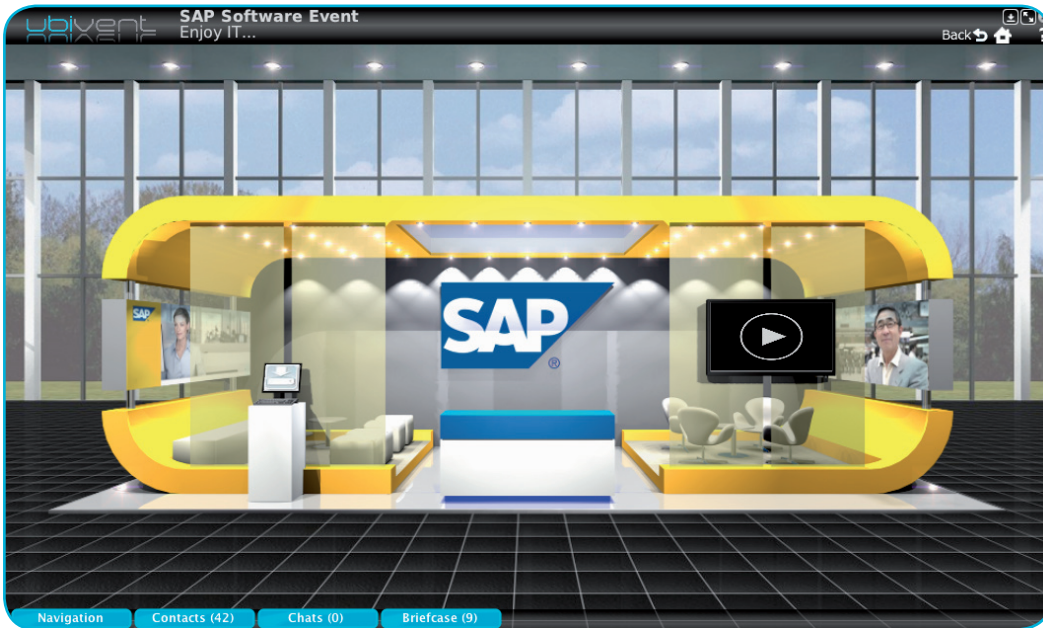 ubivent
SAP Software Event
Enjoy IT...
Back
?
SAP
SAP
®
Navigation
Contacts (42)
Chats (0)
Briefcase (9)